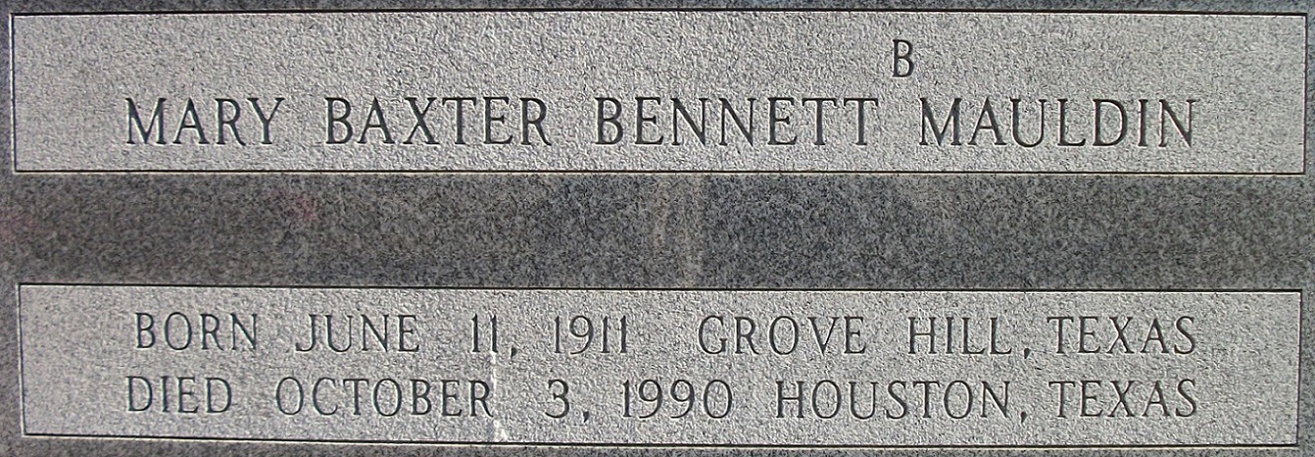 B
MARY BAXTER BENNETT MAULDIN
BORN JUNE 11, 1911 GROVE HILL, TEXAS
DIED OCTOBER 3, 1990 HOUSTON, TEXAS